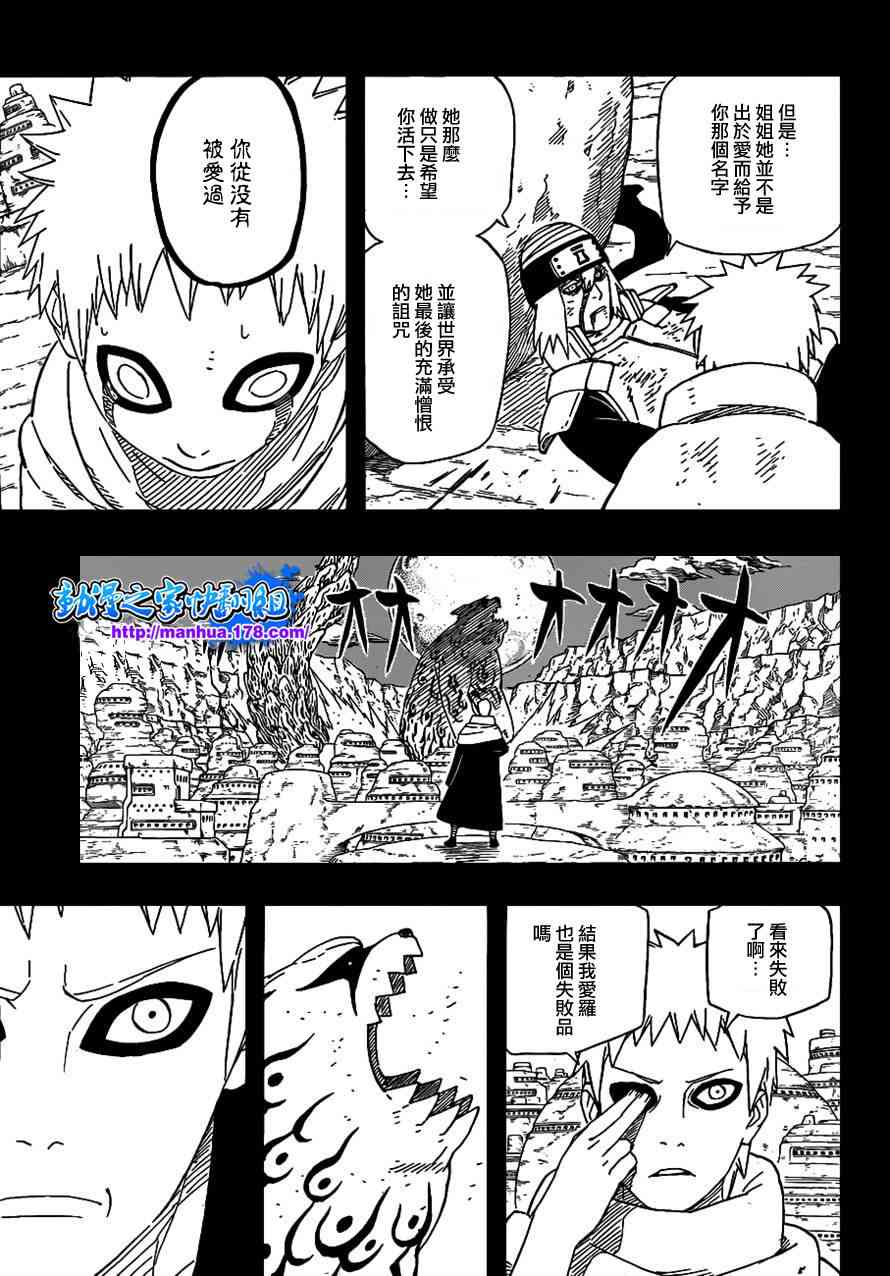 但是…
姐姐她並不是
出於愛而給予
你那個名字
她那麼
做只是希望
你活下去…
並讓世界承受
她最後的充滿憎恨
的詛咒
你從没有
被愛過
動漫之家快翻組
http://manhua.178.com/
オオ
オオオオ
看來失敗
了啊…
結果我愛羅
也是個失敗品
嗎